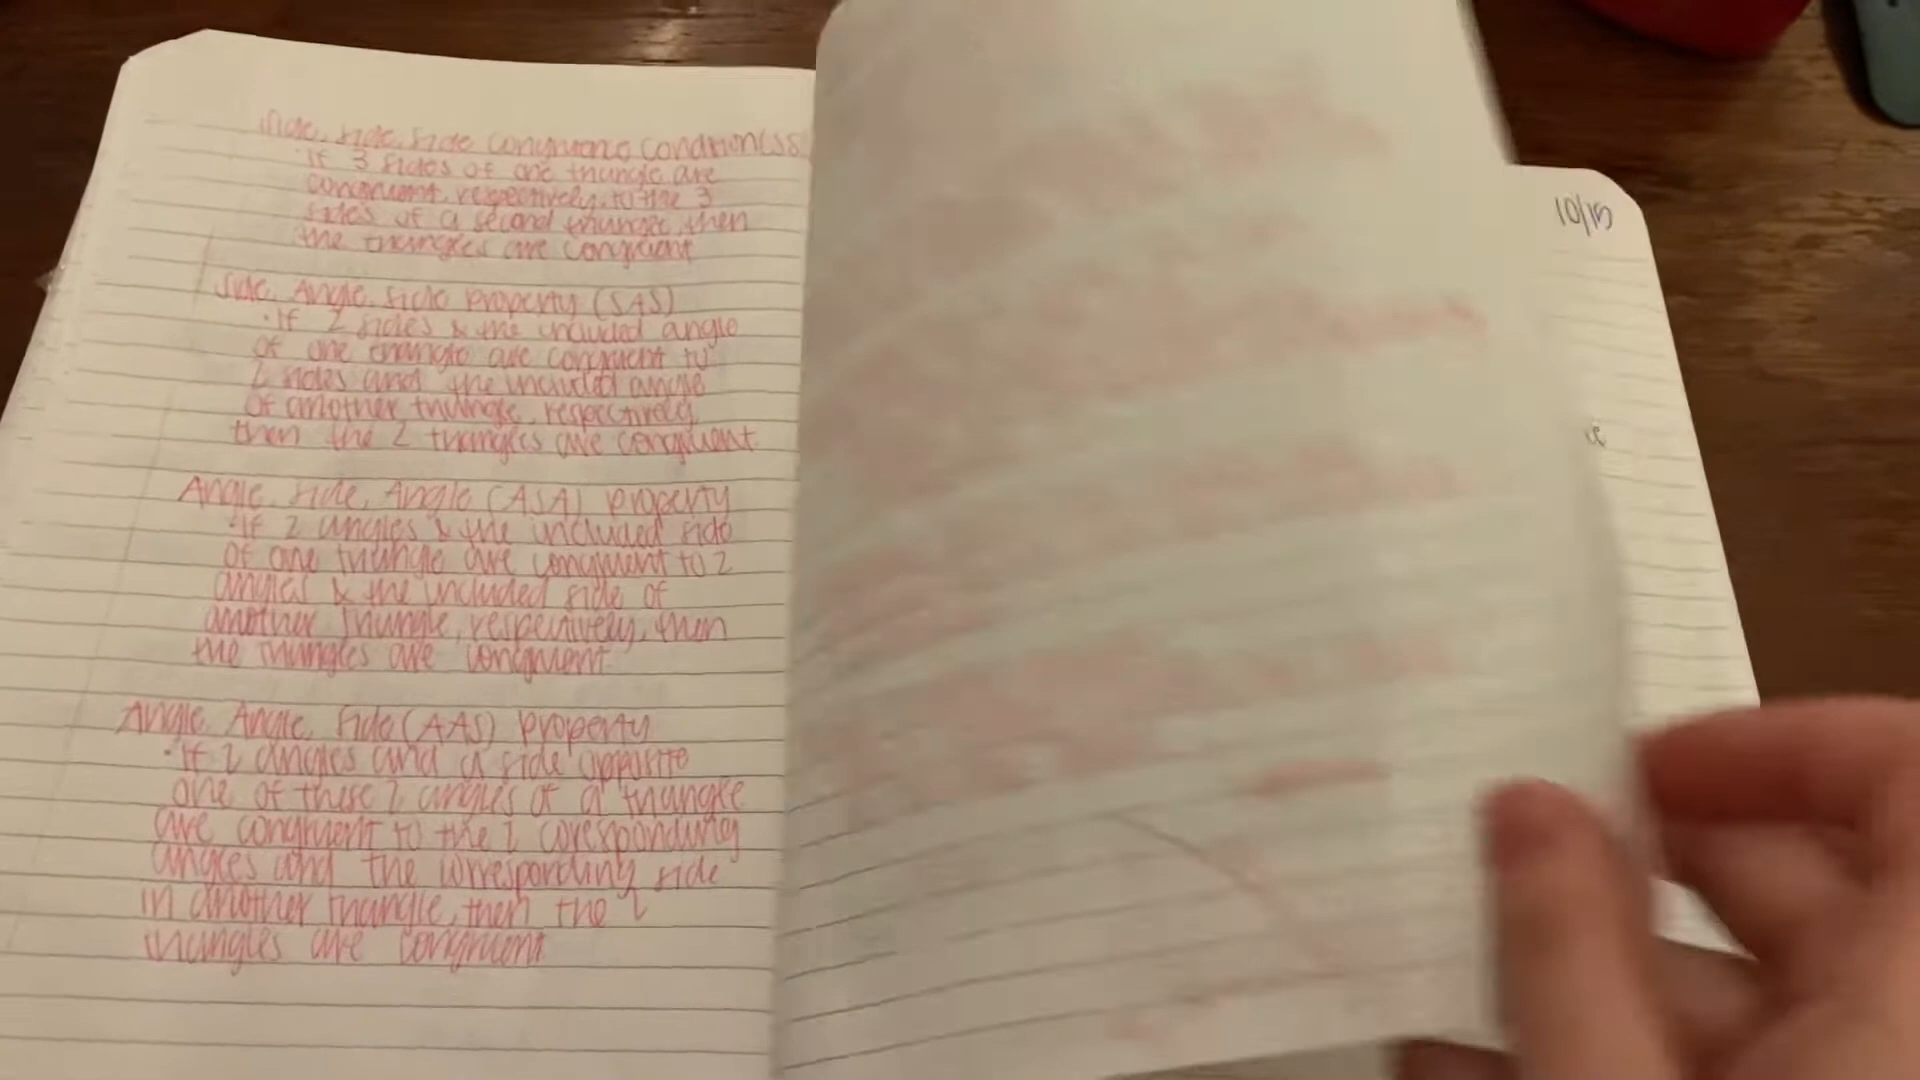 Side, side, side congruence condition (SS
· If 3 sides of one triangle are
congruent, respectively, to the 3
sides of a second triangle, then
the triangles are congruent
Side, Angle, side property (SAS)
· If 2 sides & the included angle
of one triangle are congruent to
2 sides and the included angle
of another triangle, respectively,
then the 2 triangles are congruent.
Angle, side, Angle (ASA) property
· If 2 angles & the included side
of one triangle are congruent to 2
angles & the included side of
another triangle, respectively, then
the triangles are congruent.
Angle, Angle, side (AAS) property
· If 2 angles and a side opposite
one of these 2 angles of a triangle
are congruent to the 2 coresponding
angles and the corresponding side
in another triangle, then the 2
triangles are congruent
10/15